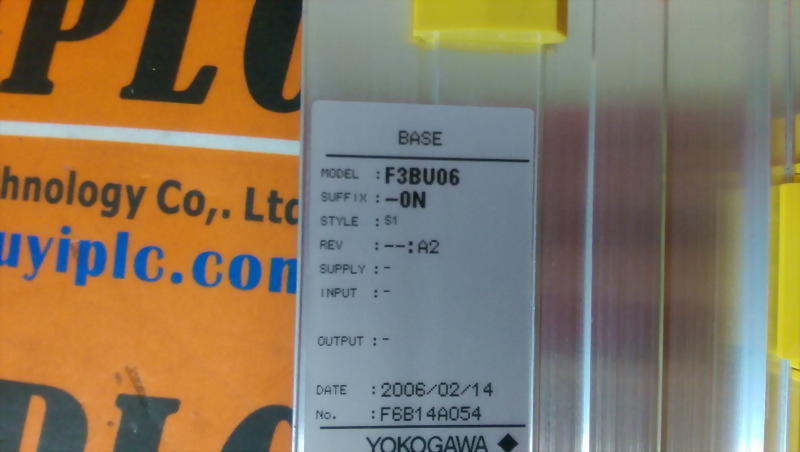 PLC
hnology Co,. Ltd
uyiplc.com
BASE
MODEL : F3BU06
SUFFIX : -0N
STYLE : S1
REV : --:A2
SUPPLY : -
INPUT : -
OUTPUT : -
DATE : 2006/02/14
No. : F6B14A054
YOKOGAWA
PLC